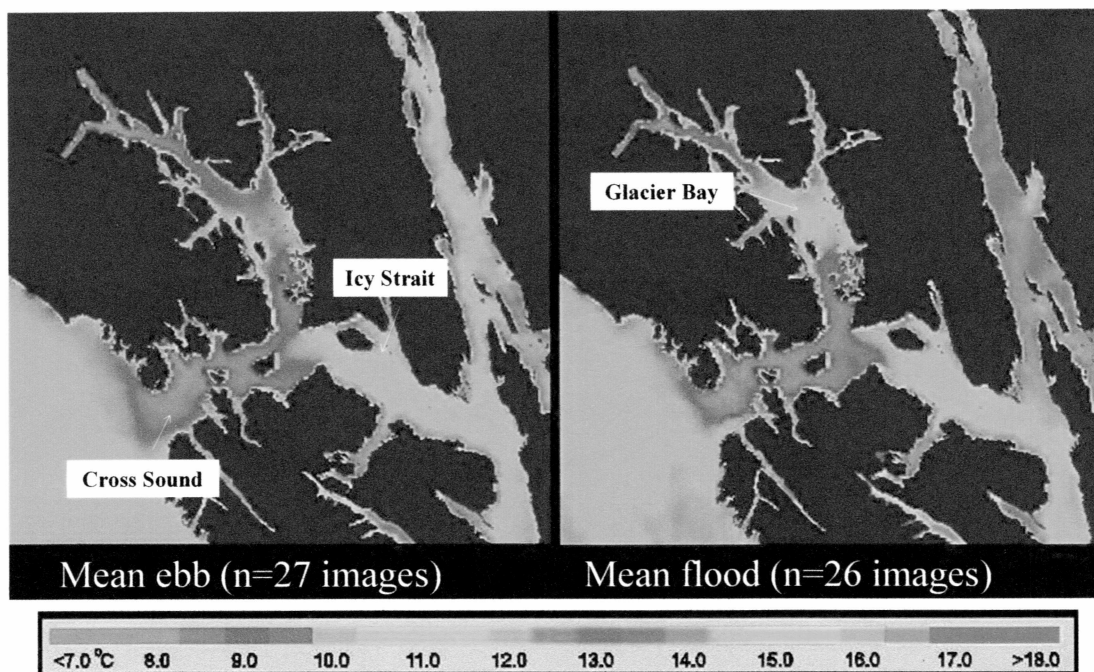 Glacier Bay
Icy Strait
Cross Sound
Mean ebb (n=27 images)
Mean flood (n=26 images)
<7.0 °C 8.0 9.0 10.0 11.0 12.0 13.0 14.0 15.0 16.0 17.0 >18.0